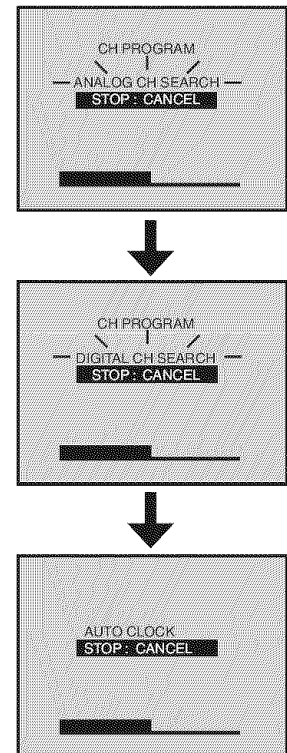 CH PROGRAM
ANALOG CH SEARCH
STOP : CANCEL
CH PROGRAM
DIGITAL CH SEARCH
STOP : CANCEL
AUTO CLOCK
STOP : CANCEL